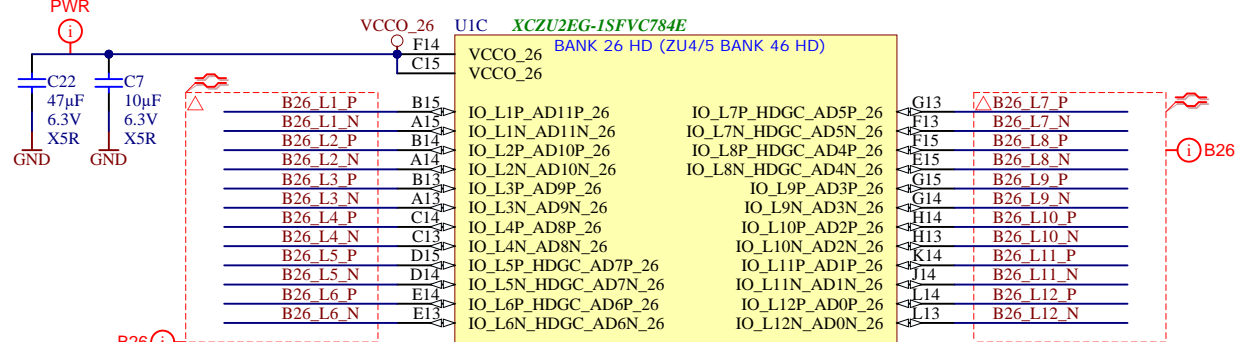 PWR
i
VCCO_26
U1C XCZU2EG-1SFVC784E
BANK 26 HD (ZU4/5 BANK 46 HD)
F14 VCCO_26
C15 VCCO_26
C22
47µF
6.3V
X5R
GND
C7
10µF
6.3V
X5R
GND
B26_L1_P B15 IO_L1P_AD11P_26
B26_L1_N A15 IO_L1N_AD11N_26
B26_L2_P B14 IO_L2P_AD10P_26
B26_L2_N A14 IO_L2N_AD10N_26
B26_L3_P B13 IO_L3P_AD9P_26
B26_L3_N A13 IO_L3N_AD9N_26
B26_L4_P C14 IO_L4P_AD8P_26
B26_L4_N C13 IO_L4N_AD8N_26
B26_L5_P D15 IO_L5P_HDGC_AD7P_26
B26_L5_N D14 IO_L5N_HDGC_AD7N_26
B26_L6_P E14 IO_L6P_HDGC_AD6P_26
B26_L6_N E13 IO_L6N_HDGC_AD6N_26
B26 i
IO_L7P_HDGC_AD5P_26 G13 B26_L7_P
IO_L7N_HDGC_AD5N_26 F13 B26_L7_N
IO_L8P_HDGC_AD4P_26 F15 B26_L8_P
IO_L8N_HDGC_AD4N_26 E15 B26_L8_N
IO_L9P_AD3P_26 G15 B26_L9_P
IO_L9N_AD3N_26 G14 B26_L9_N
IO_L10P_AD2P_26 H14 B26_L10_P
IO_L10N_AD2N_26 H13 B26_L10_N
IO_L11P_AD1P_26 K14 B26_L11_P
IO_L11N_AD1N_26 J14 B26_L11_N
IO_L12P_AD0P_26 L14 B26_L12_P
IO_L12N_AD0N_26 L13 B26_L12_N
i B26